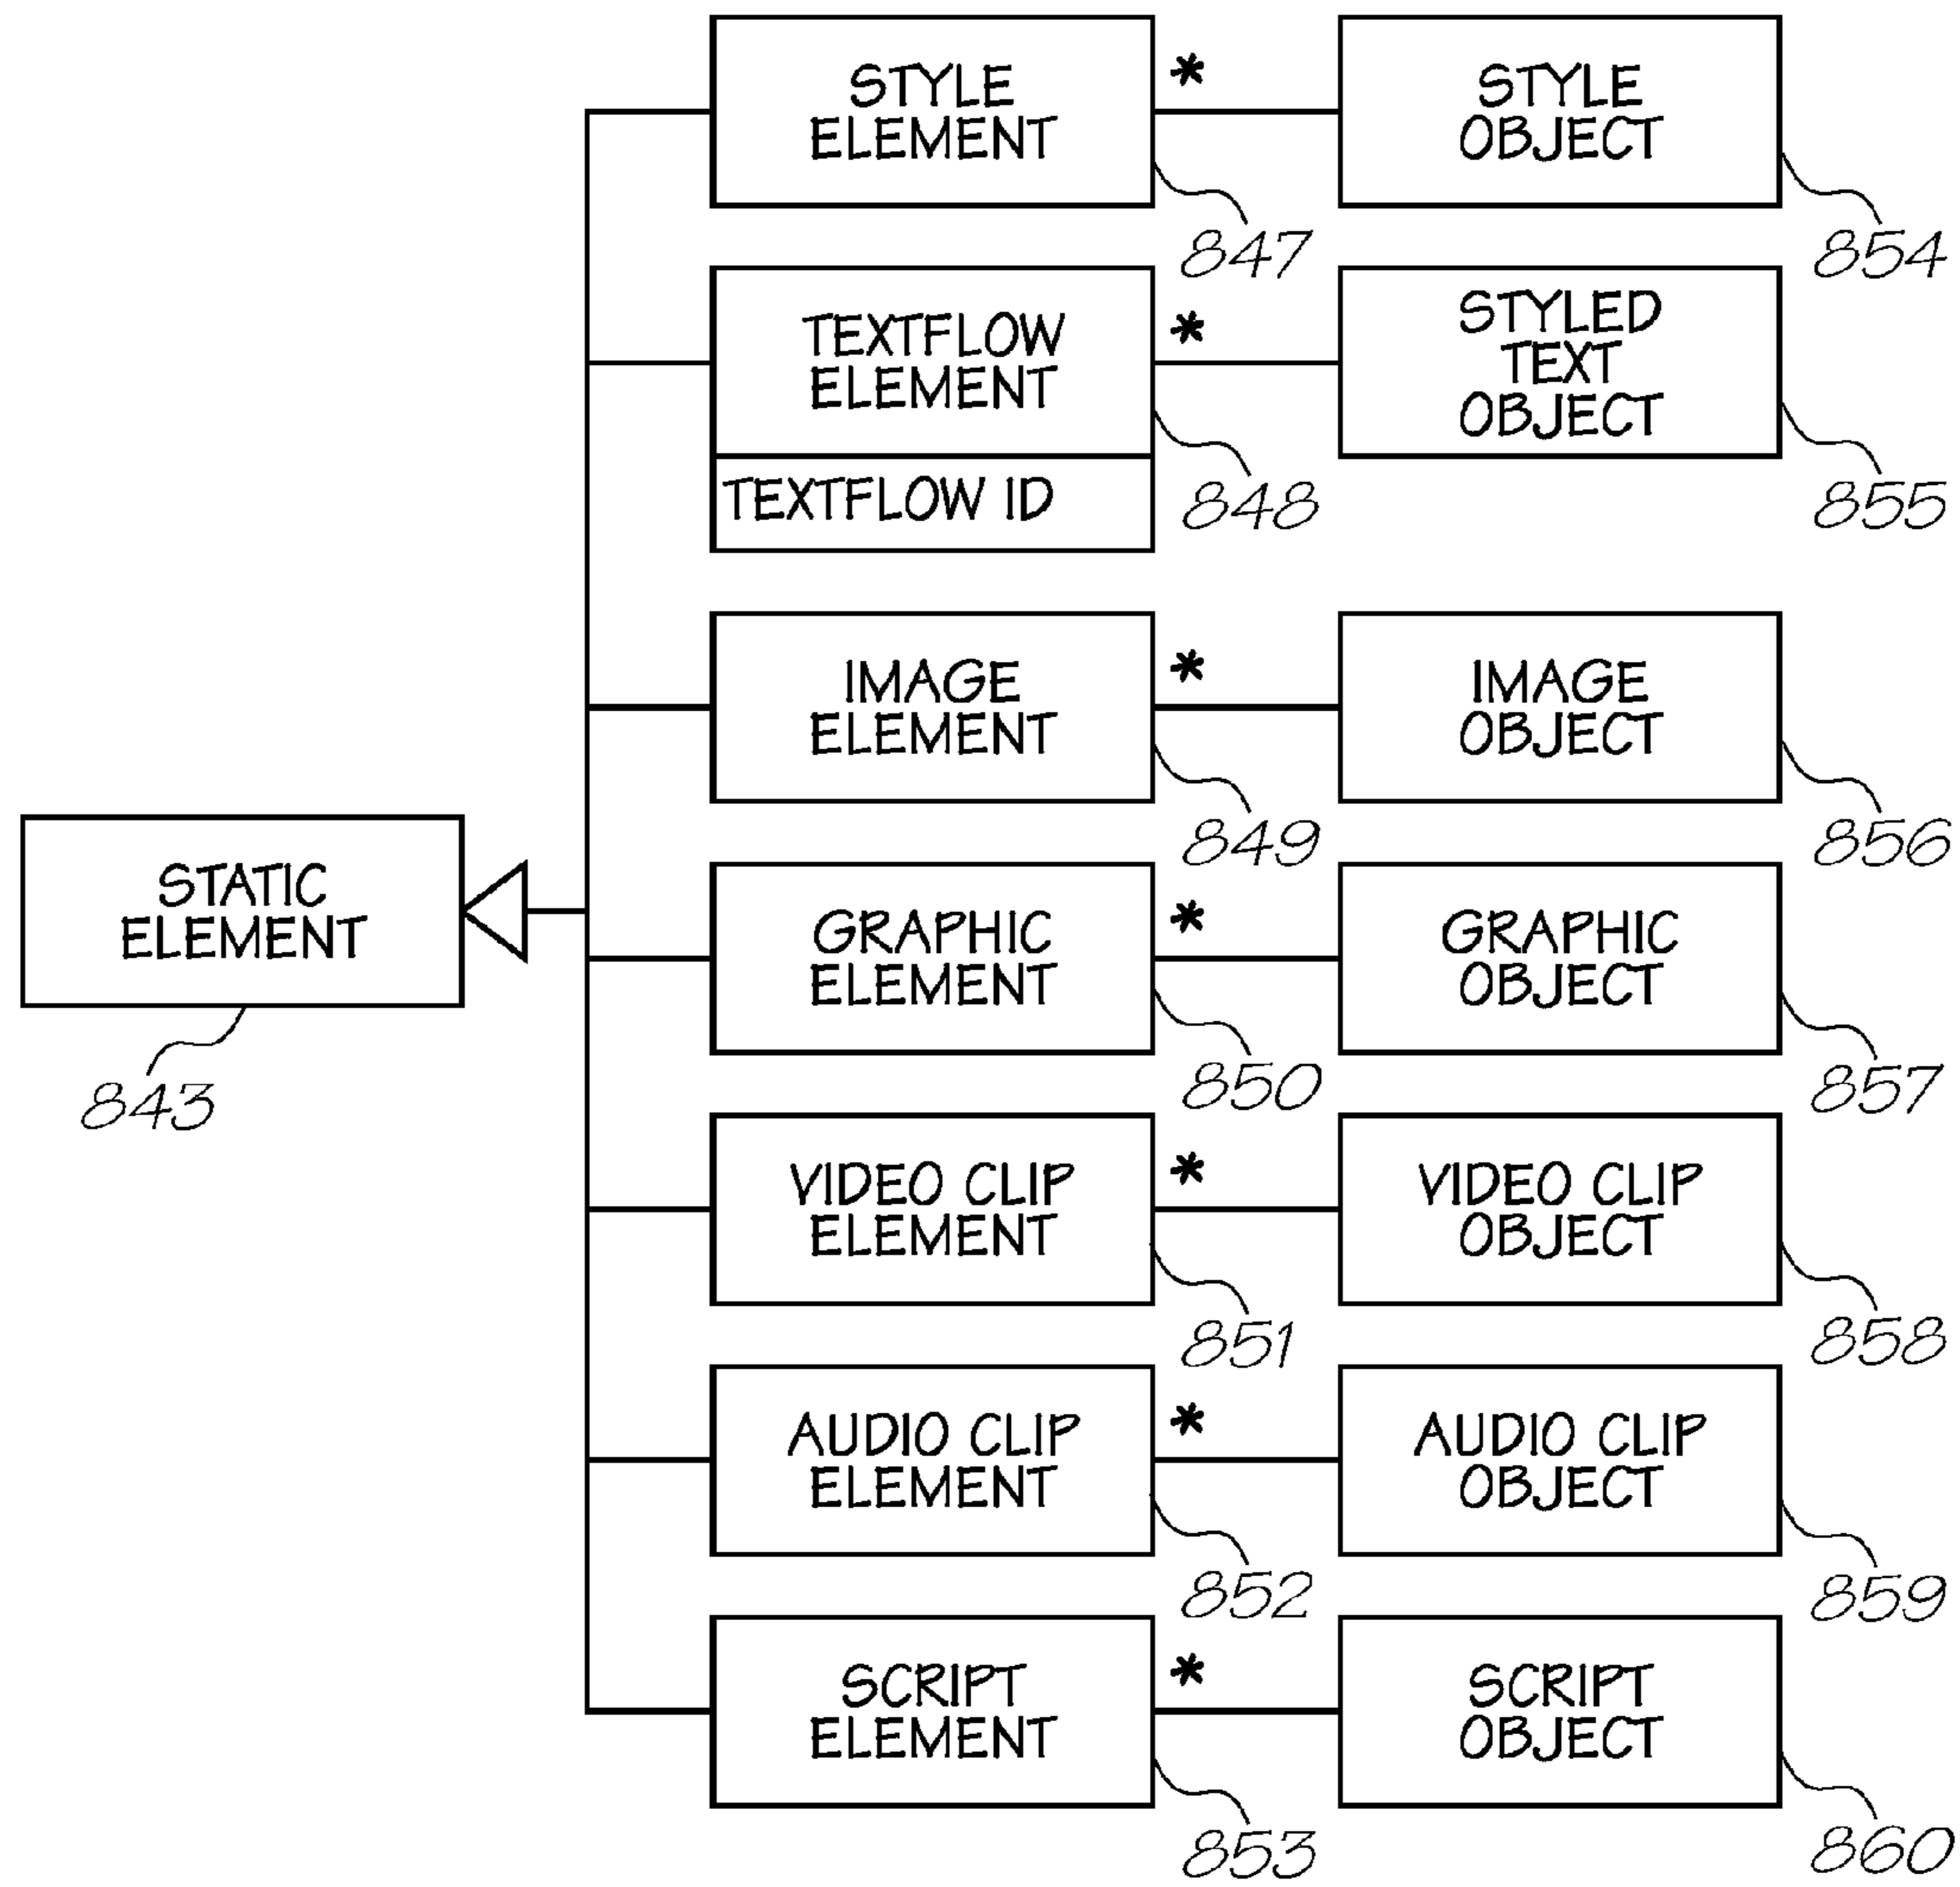 STYLE
ELEMENT
*
STYLE
OBJECT
847
854
TEXTFLOW
ELEMENT
*
STYLED
TEXT
OBJECT
TEXTFLOW ID
848
855
IMAGE
ELEMENT
*
IMAGE
OBJECT
849
856
STATIC
ELEMENT
843
GRAPHIC
ELEMENT
*
GRAPHIC
OBJECT
850
857
VIDEO CLIP
ELEMENT
*
VIDEO CLIP
OBJECT
851
858
AUDIO CLIP
ELEMENT
*
AUDIO CLIP
OBJECT
852
859
SCRIPT
ELEMENT
*
SCRIPT
OBJECT
853
860